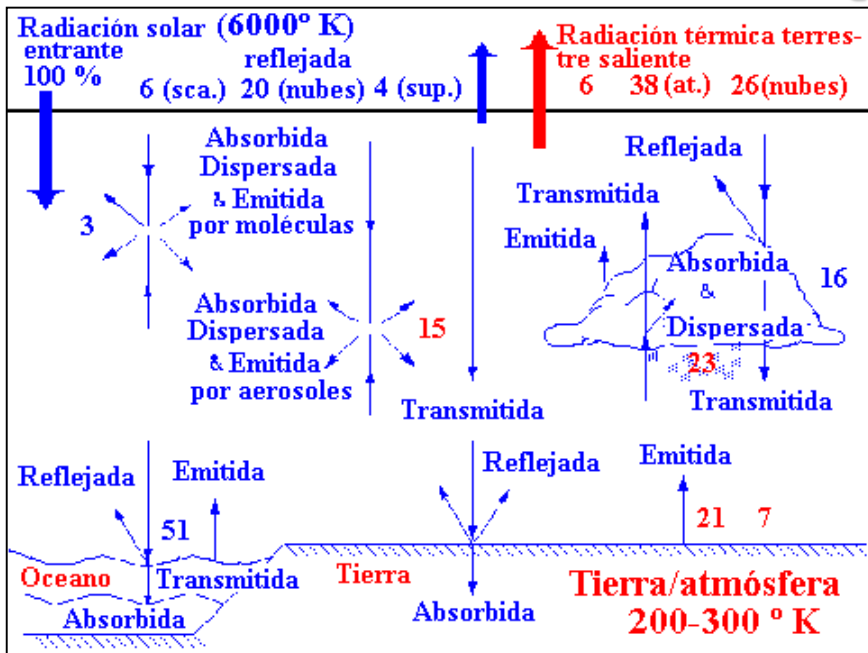 Radiación solar (6000º K)
entrante
100 %
reflejada
6 (sca.) 20 (nubes) 4 (sup.)
Radiación térmica terres-
tre saliente
6 38 (at.) 26(nubes)
Absorbida
Dispersada
& Emitida
por moléculas
3
Absorbida
Dispersada
& Emitida
por aerosoles
15
Transmitida
Reflejada
Transmitida
Emitida
Absorbida
&
Dispersada
16
23
Transmitida
Reflejada
Emitida
51
Oceano
Transmitida
Absorbida
Reflejada
Tierra
Absorbida
Emitida
21 7
Tierra/atmósfera
200-300 º K